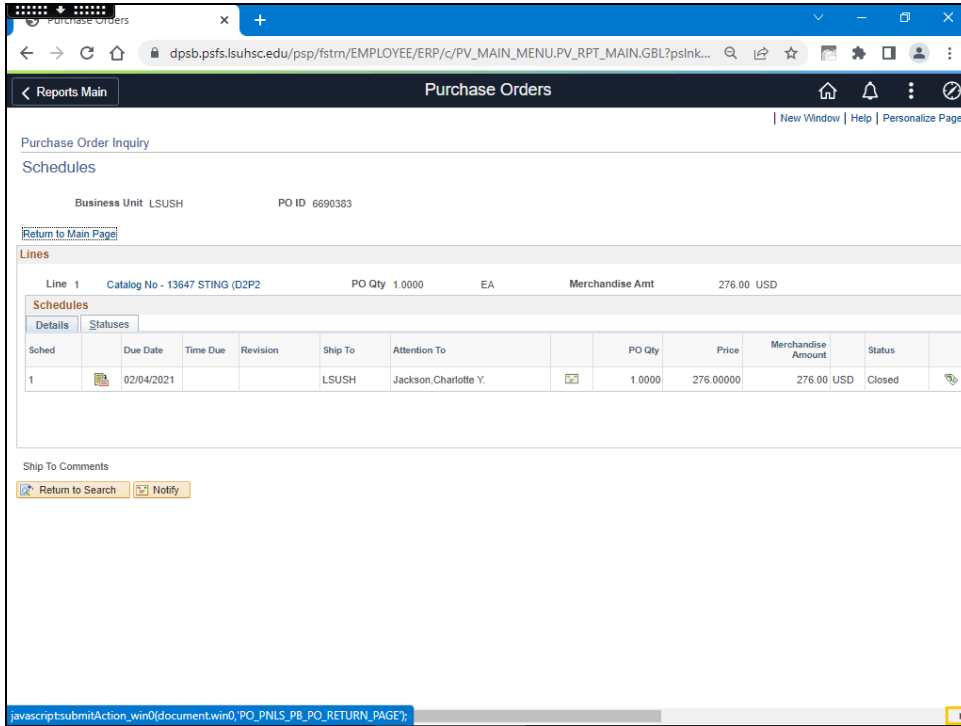 Purchase Orders
dpsb.psfs.lsuhsc.edu/psp/fstrn/EMPLOYEE/ERP/c/PV_MAIN_MENU.PV_RPT_MAIN.GBL?pslnk...
Reports Main
Purchase Orders
New Window | Help | Personalize Page
Purchase Order Inquiry
Schedules
Business Unit LSUSH PO ID 6690383
Return to Main Page
Lines
Line 1 Catalog No - 13647 STING (D2P2 PO Qty 1.0000 EA Merchandise Amt 276.00 USD
Schedules
Details Statuses
Sched Due Date Time Due Revision Ship To Attention To PO Qty Price Merchandise Amount Status
1 02/04/2021 LSUSH Jackson,Charlotte Y. 1.0000 276.00000 276.00 USD Closed
Ship To Comments
Return to Search Notify
javascript:submitAction_win0(document.win0,'PO_PNLS_PB_PO_RETURN_PAGE');